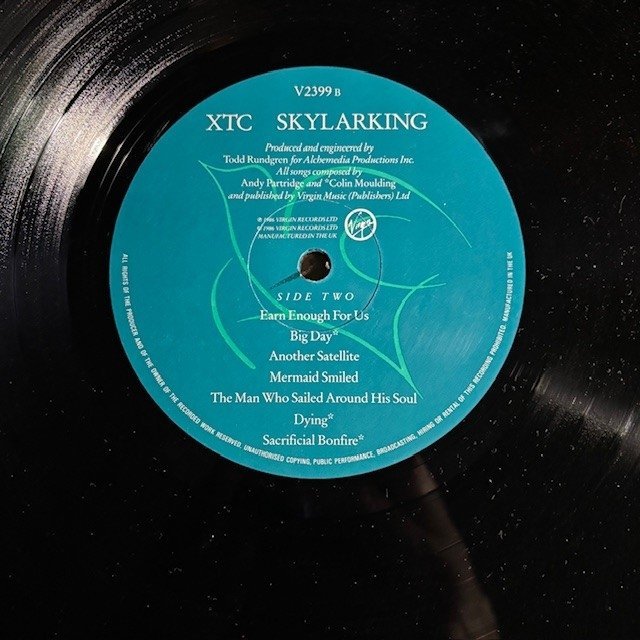 V2399 B
XTC SKYLARKING
Produced and engineered by
Todd Rundgren for Alchemedia Productions Inc.
All songs composed by
Andy Partridge and *Colin Moulding
and published by Virgin Music (Publishers) Ltd
℗ 1986 VIRGIN RECORDS LTD
© 1986 VIRGIN RECORDS LTD
MANUFACTURED IN THE UK
Virgin
SIDE TWO
Earn Enough For Us
Big Day*
Another Satellite
Mermaid Smiled
The Man Who Sailed Around His Soul
Dying*
Sacrificial Bonfire*
ALL RIGHTS OF THE PRODUCER AND OF THE OWNER OF THE RECORDED WORK RESERVED. UNAUTHORISED COPYING, PUBLIC PERFORMANCE, BROADCASTING, HIRING OR RENTAL OF THIS RECORDING PROHIBITED. MANUFACTURED IN THE UK